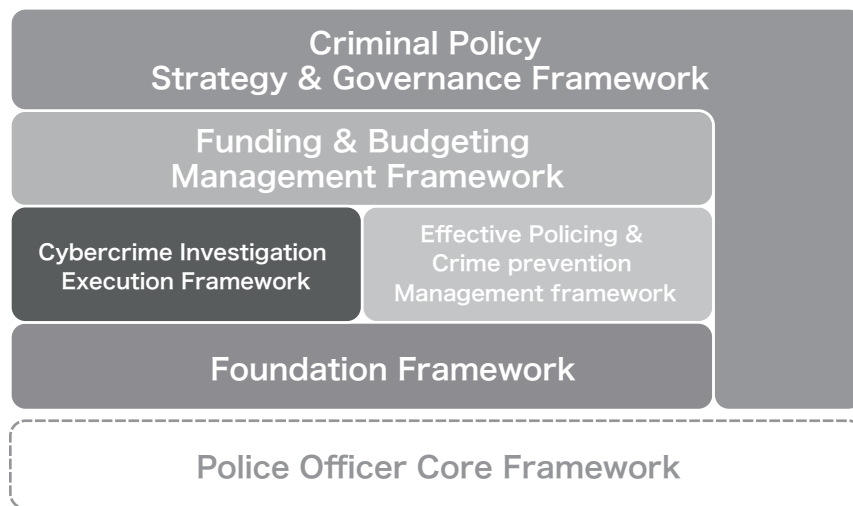 Criminal Policy
Strategy & Governance Framework
Funding & Budgeting
Management Framework
Cybercrime Investigation
Execution Framework
Effective Policing &
Crime prevention
Management framework
Foundation Framework
Police Officer Core Framework